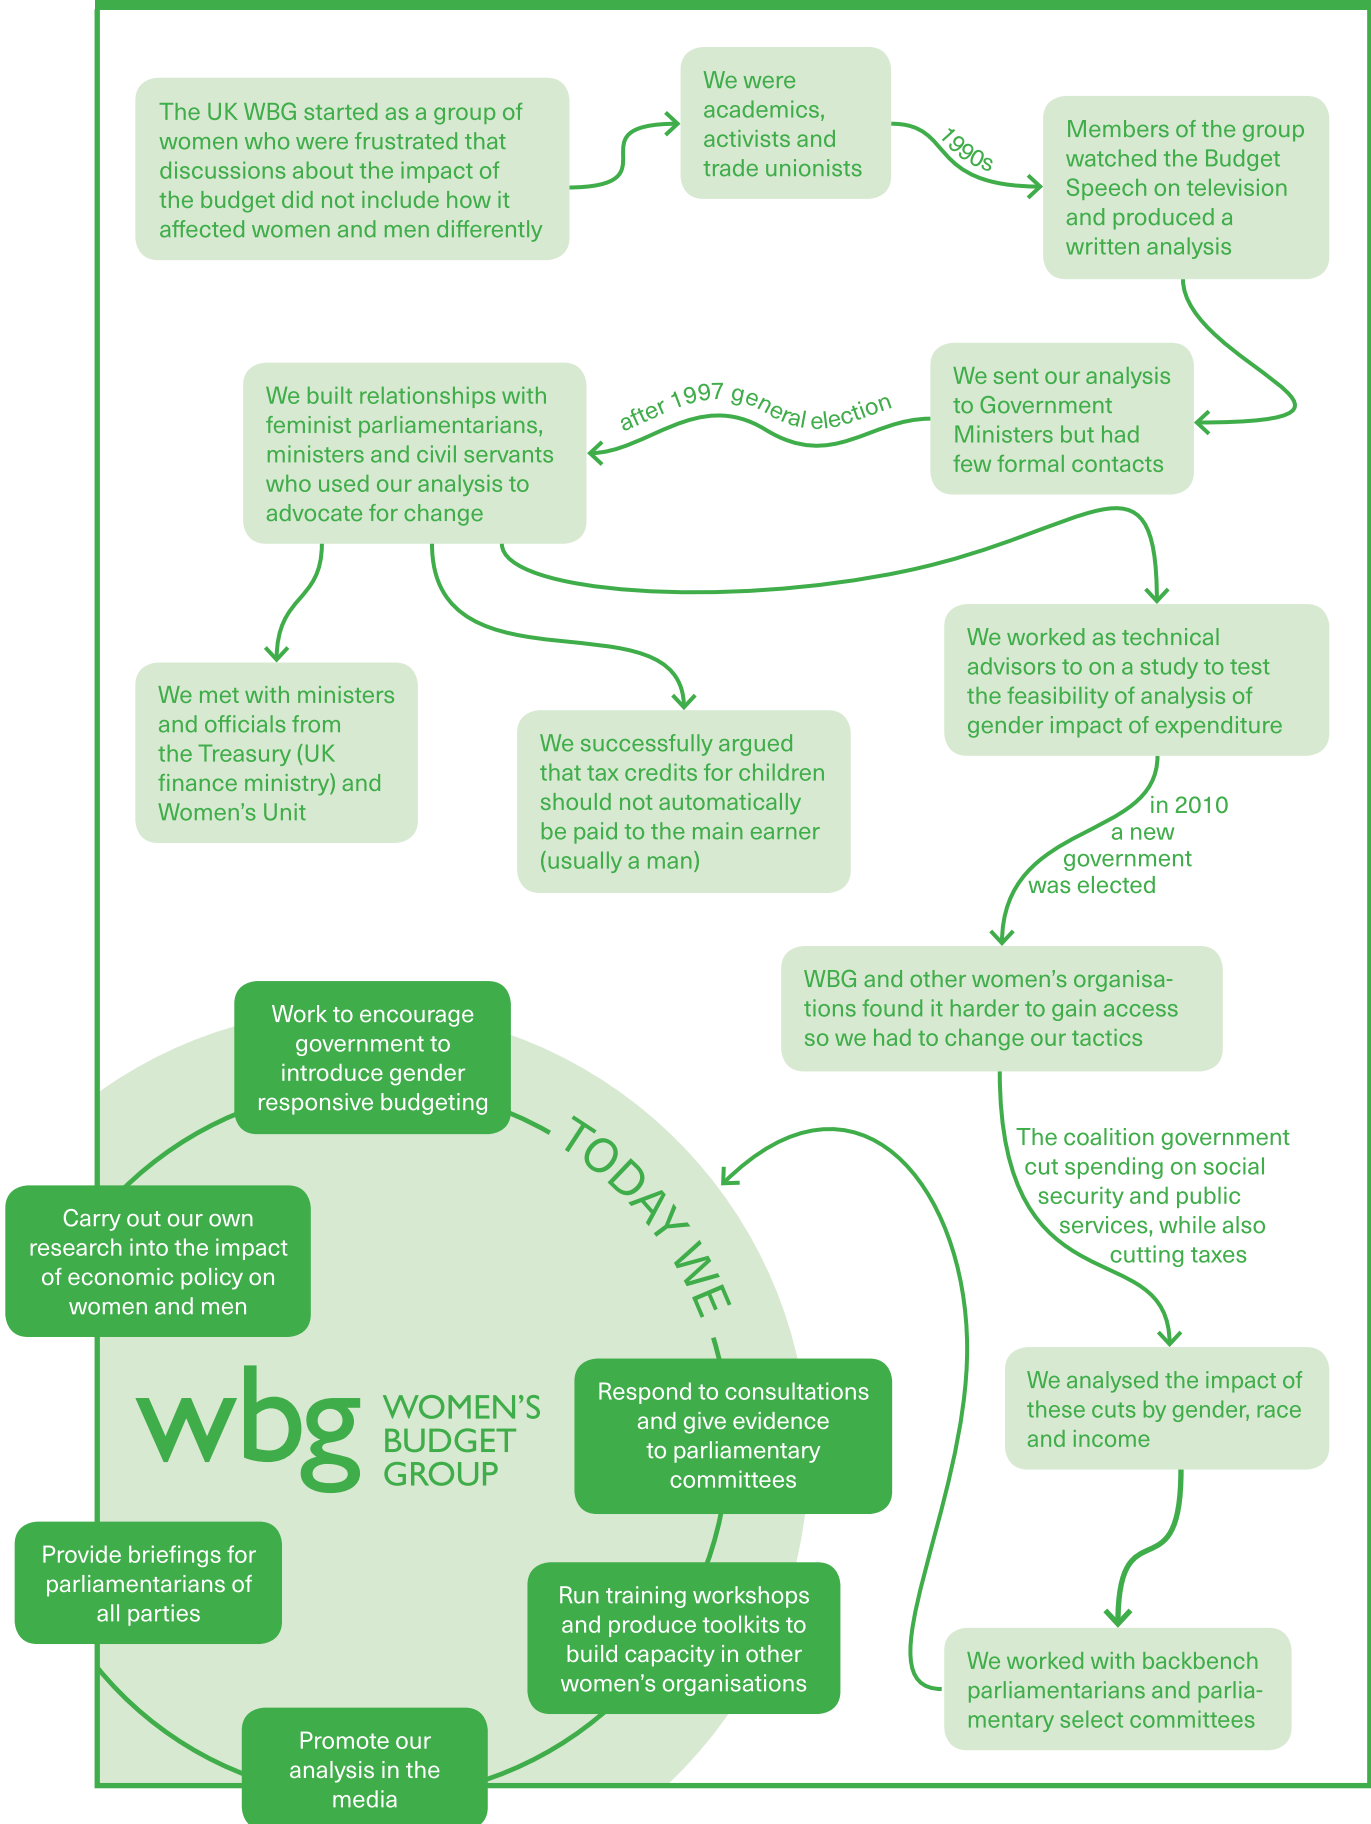 The UK WBG started as a group of
women who were frustrated that
discussions about the impact of
the budget did not include how it
affected women and men differently
We were
academics,
activists and
trade unionists
1990s
Members of the group
watched the Budget
Speech on television
and produced a
written analysis
We sent our analysis
to Government
Ministers but had
few formal contacts
after 1997 general election
We built relationships with
feminist parliamentarians,
ministers and civil servants
who used our analysis to
advocate for change
We met with ministers
and officials from
the Treasury (UK
finance ministry) and
Women’s Unit
We successfully argued
that tax credits for children
should not automatically
be paid to the main earner
(usually a man)
We worked as technical
advisors to on a study to test
the feasibility of analysis of
gender impact of expenditure
in 2010
a new
government
was elected
WBG and other women’s organisa-
tions found it harder to gain access
so we had to change our tactics
The coalition government
cut spending on social
security and public
services, while also
cutting taxes
We analysed the impact of
these cuts by gender, race
and income
We worked with backbench
parliamentarians and parlia-
mentary select committees
TODAY WE
Respond to consultations
and give evidence
to parliamentary
committees
Run training workshops
and produce toolkits to
build capacity in other
women’s organisations
Promote our
analysis in the
media
Provide briefings for
parliamentarians of
all parties
Carry out our own
research into the impact
of economic policy on
women and men
Work to encourage
government to
introduce gender
responsive budgeting
wbg
WOMEN’S
BUDGET
GROUP